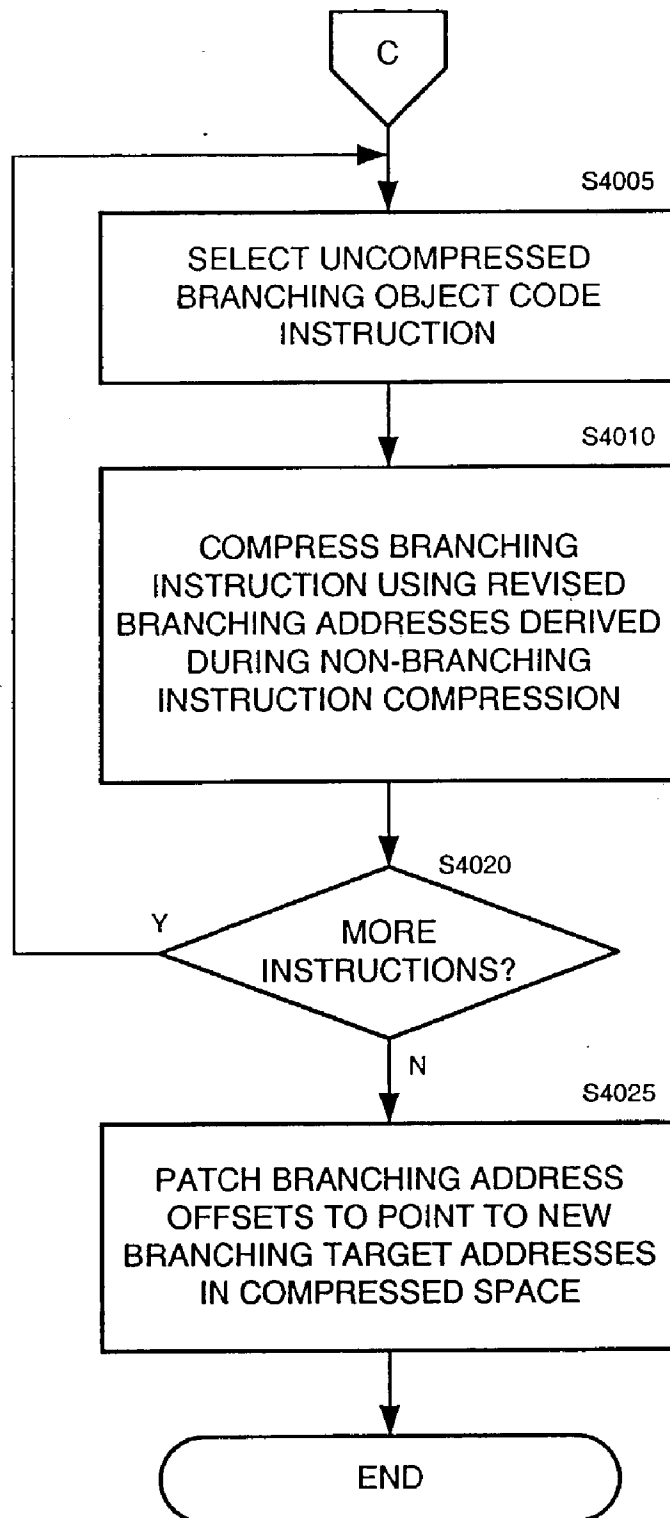 C
S4005
SELECT UNCOMPRESSED
BRANCHING OBJECT CODE
INSTRUCTION
S4010
COMPRESS BRANCHING
INSTRUCTION USING REVISED
BRANCHING ADDRESSES DERIVED
DURING NON-BRANCHING
INSTRUCTION COMPRESSION
S4020
Y
MORE
INSTRUCTIONS?
N
S4025
PATCH BRANCHING ADDRESS
OFFSETS TO POINT TO NEW
BRANCHING TARGET ADDRESSES
IN COMPRESSED SPACE
END